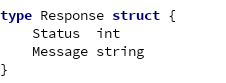 type Response struct {
    Status  int
    Message string
}